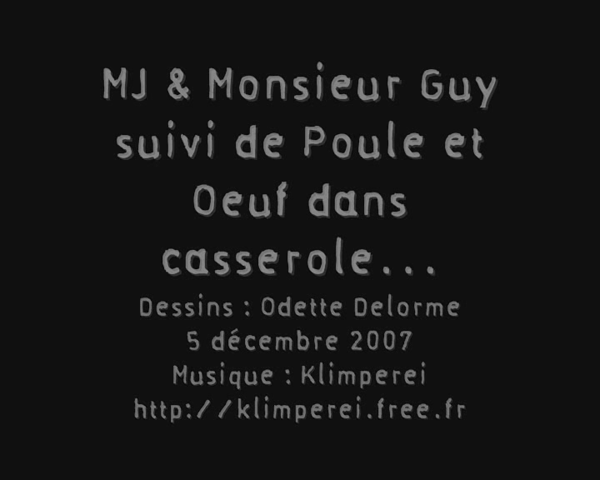 MJ & Monsieur Guy
suivi de Poule et
Oeuf dans
casserole...
Dessins : Odette Delorme
5 décembre 2007
Musique : Klimperei
http://klimperei.free.fr